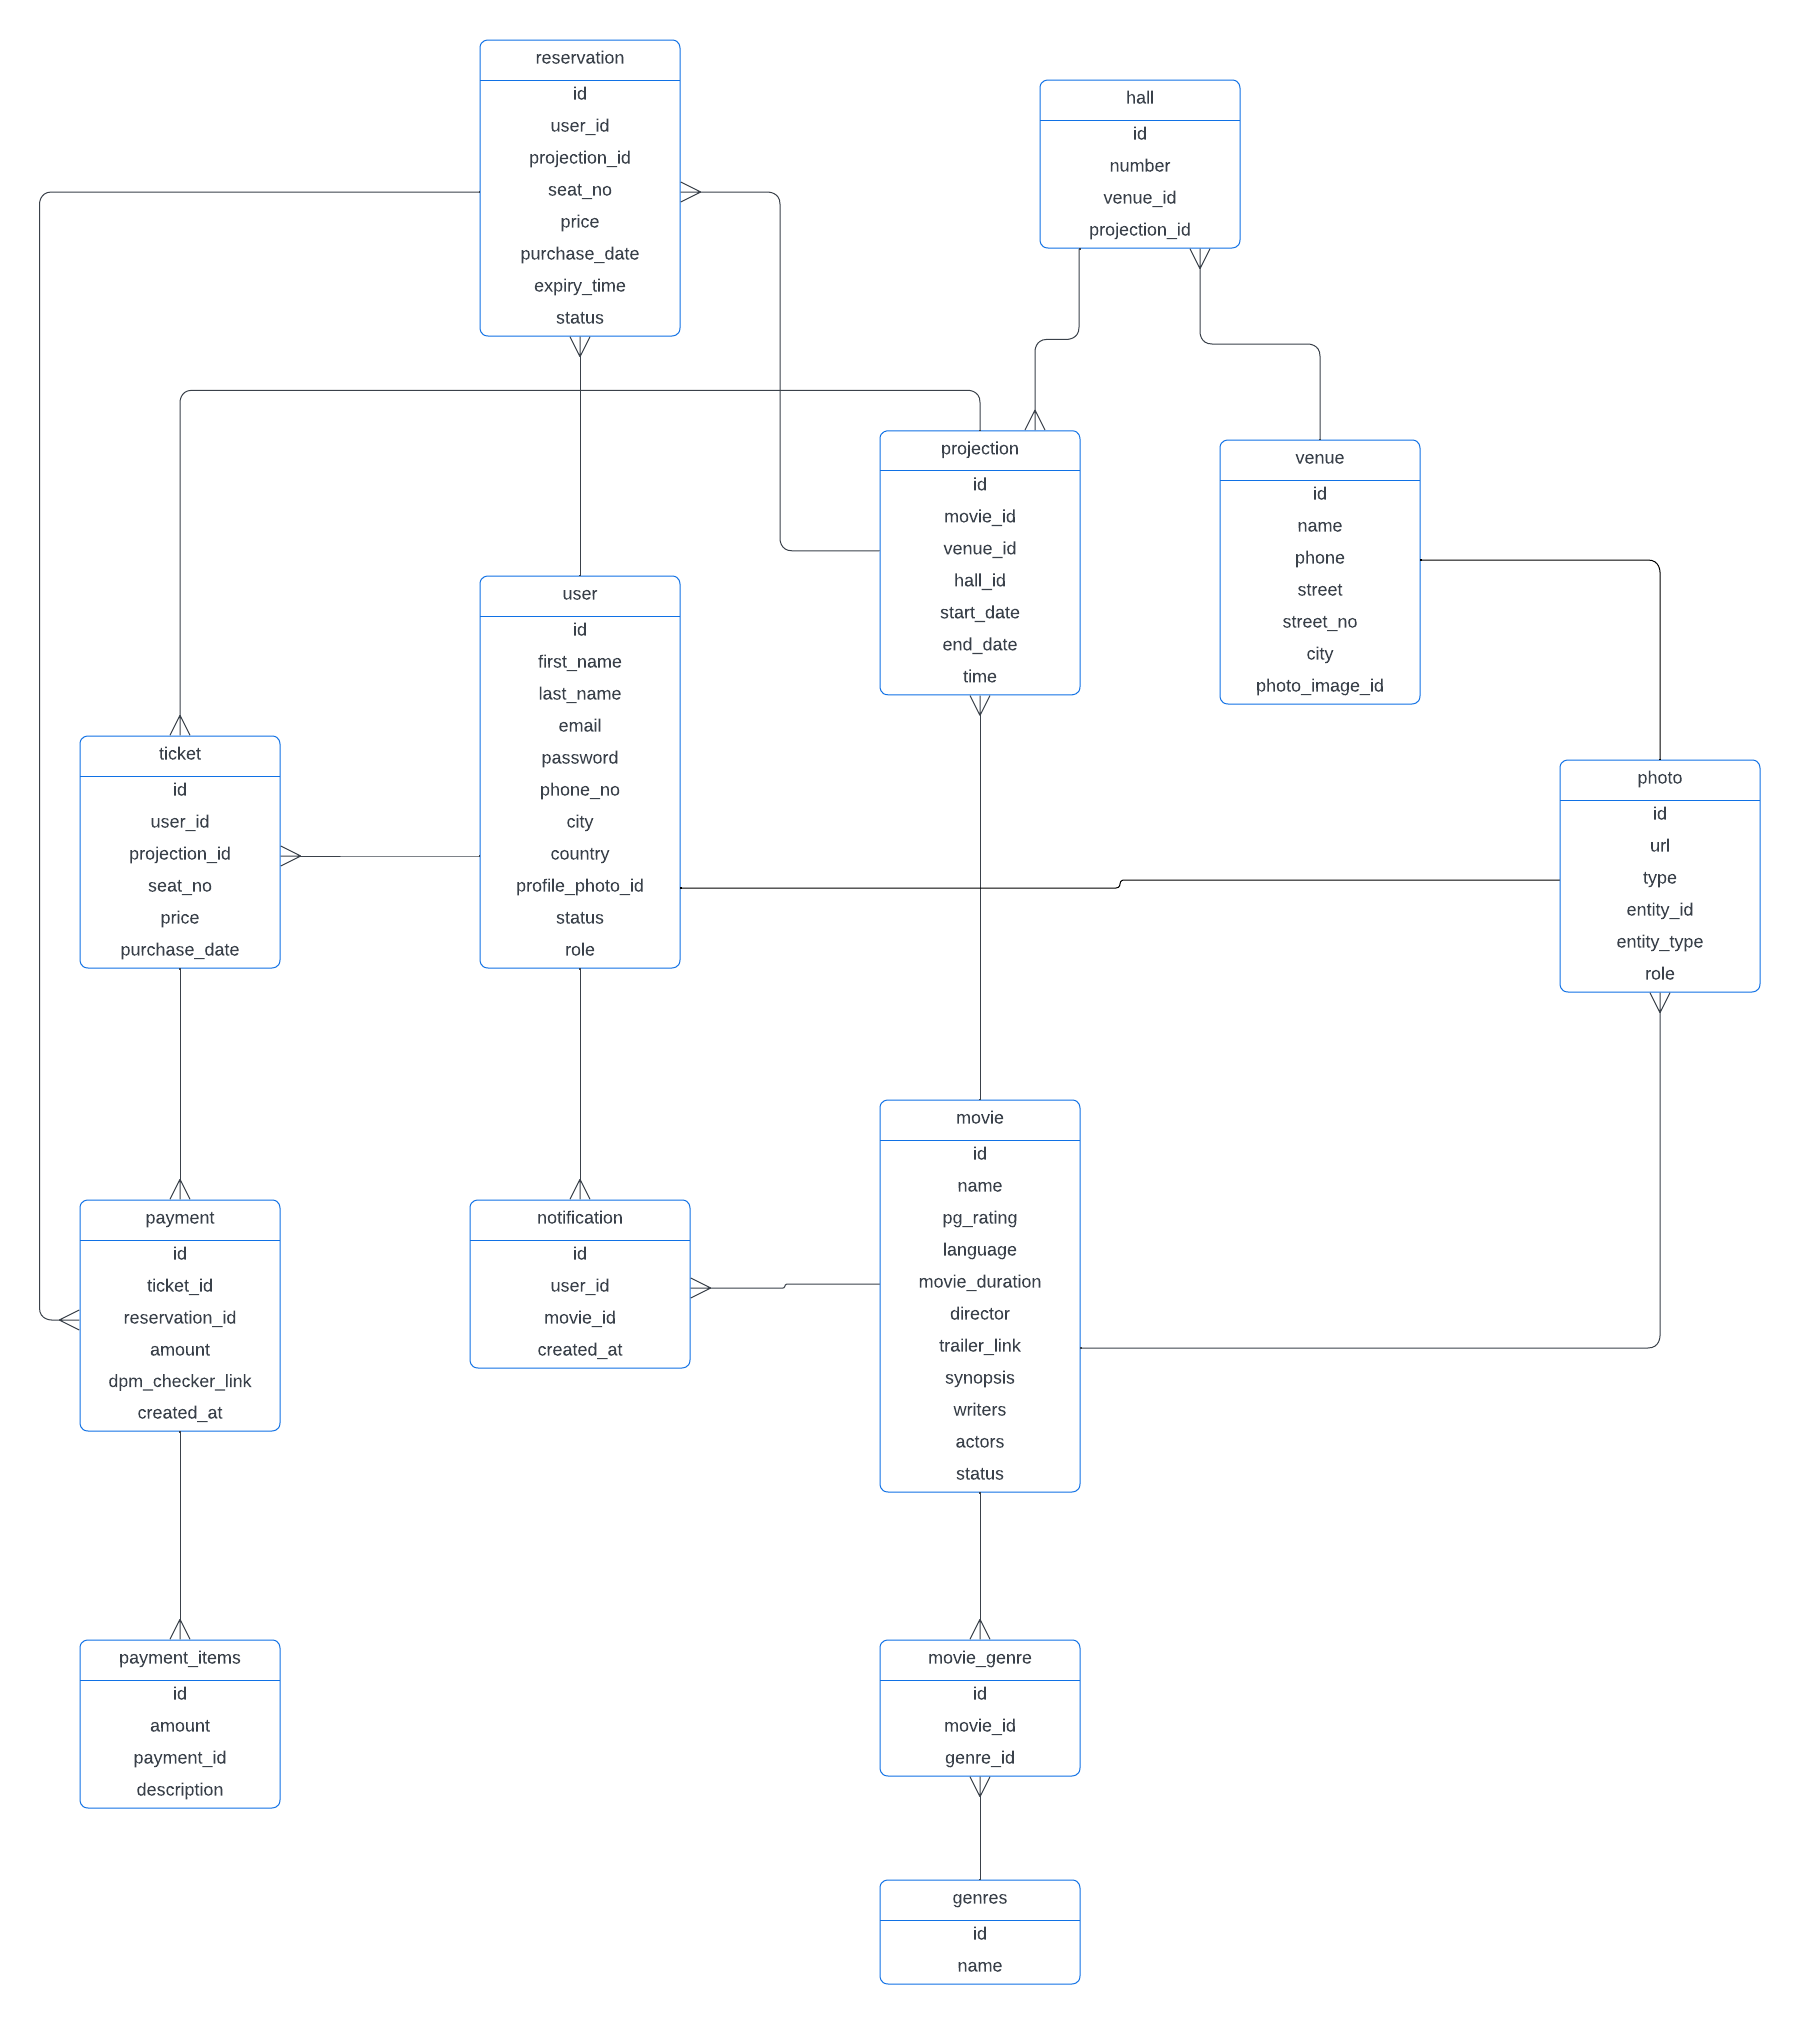 reservation
id
user_id
projection_id
seat_no
price
purchase_date
expiry_time
status
hall
id
number
venue_id
projection_id
projection
id
movie_id
venue_id
hall_id
start_date
end_date
time
venue
id
name
phone
street
street_no
city
photo_image_id
user
id
first_name
last_name
email
password
phone_no
city
country
profile_photo_id
status
role
ticket
id
user_id
projection_id
seat_no
price
purchase_date
photo
id
url
type
entity_id
entity_type
role
movie
id
name
pg_rating
language
movie_duration
director
trailer_link
synopsis
writers
actors
status
payment
id
ticket_id
reservation_id
amount
dpm_checker_link
created_at
notification
id
user_id
movie_id
created_at
payment_items
id
amount
payment_id
description
movie_genre
id
movie_id
genre_id
genres
id
name